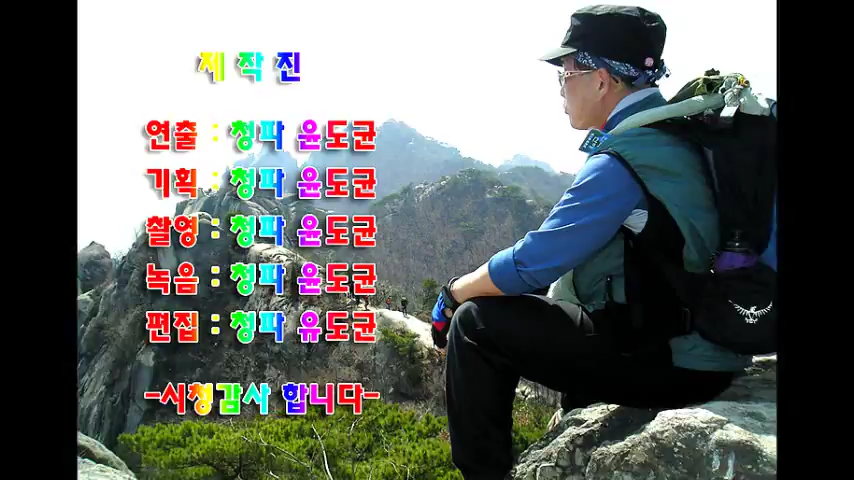 제 작 진
연출 : 청파 윤도균
기획 : 청파 윤도균
촬영 : 청파 윤도균
녹음 : 청파 윤도균
편집 : 청파 유도균
-시청감사 합니다-